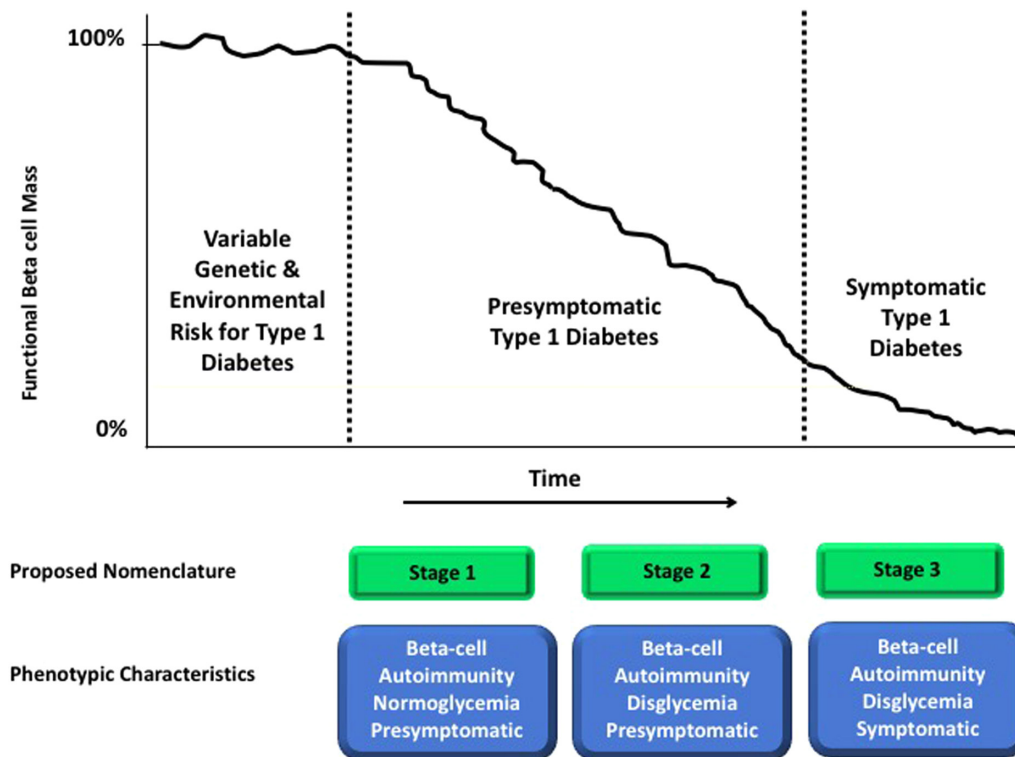 100%
Functional Beta cell Mass
0%
Variable
Genetic &
Environmental
Risk for Type 1
Diabetes
Presymptomatic
Type 1 Diabetes
Symptomatic
Type 1
Diabetes
Time
Proposed Nomenclature
Stage 1
Stage 2
Stage 3
Phenotypic Characteristics
Beta-cell
Autoimmunity
Normoglycemia
Presymptomatic
Beta-cell
Autoimmunity
Disglycemia
Presymptomatic
Beta-cell
Autoimmunity
Disglycemia
Symptomatic